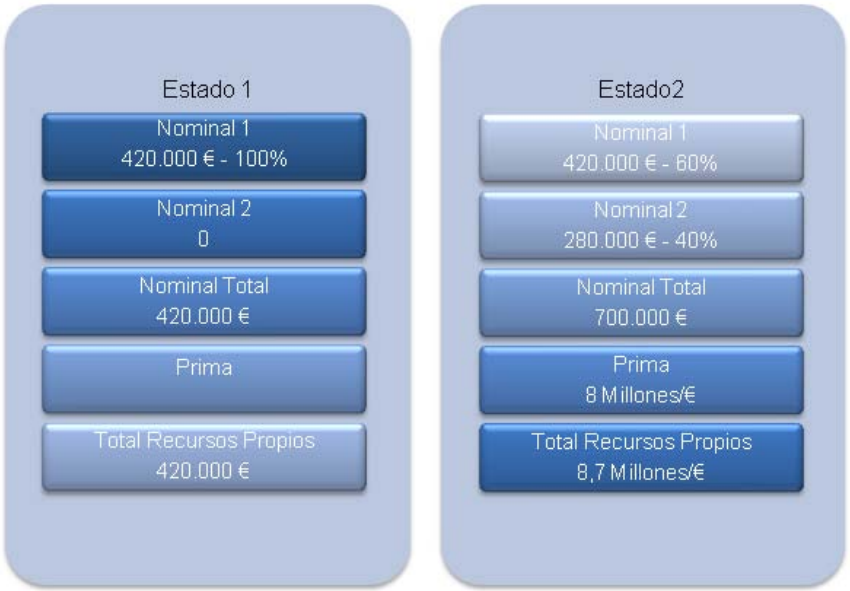 Estado 1
Nominal 1
420.000 € - 100%
Nominal 2
0
Nominal Total
420.000 €
Prima
Total Recursos Propios
420.000 €
Estado2
Nominal 1
420.000 € - 60%
Nominal 2
280.000 € - 40%
Nominal Total
700.000 €
Prima
8 Millones/€
Total Recursos Propios
8,7 Millones/€